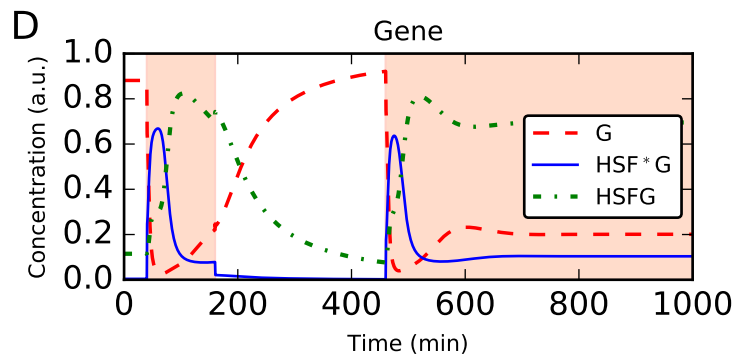 D
Gene
Concentration (a.u.)
1.0
0.8
0.6
0.4
0.2
0.0
G
HSF*G
HSFG
0 200 400 600 800 1000
Time (min)